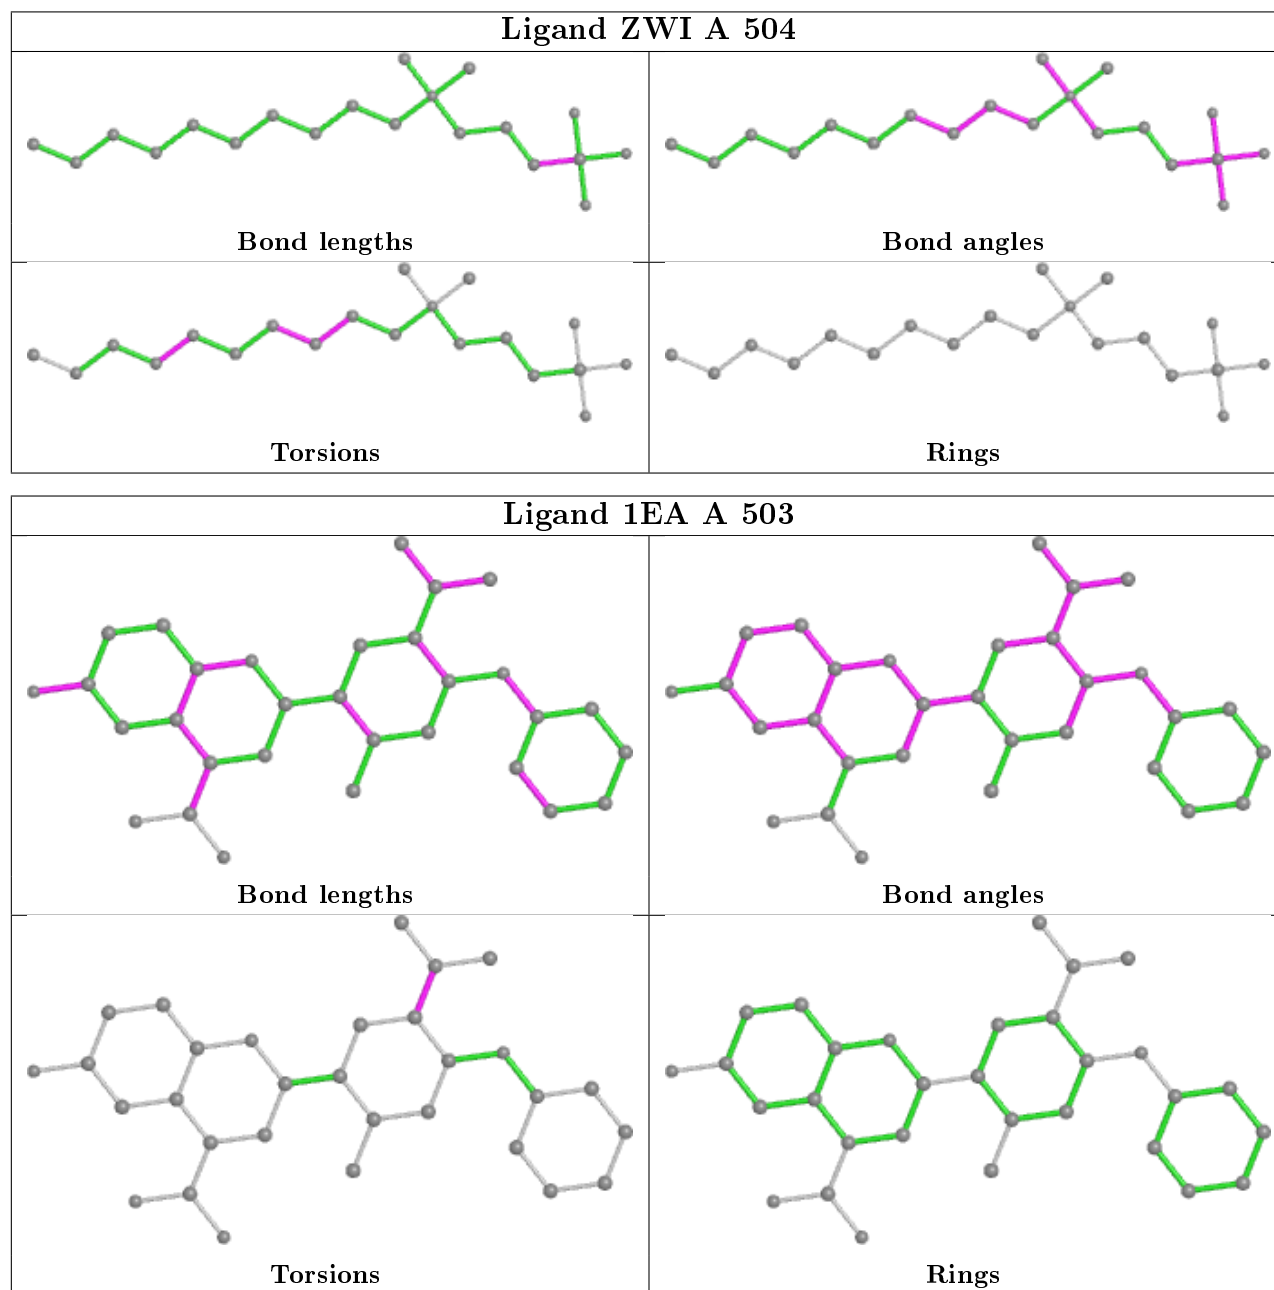 Ligand ZWI A 504
Bond lengths
Bond angles
Torsions
Rings
Ligand 1EA A 503
Bond lengths
Bond angles
Torsions
Rings